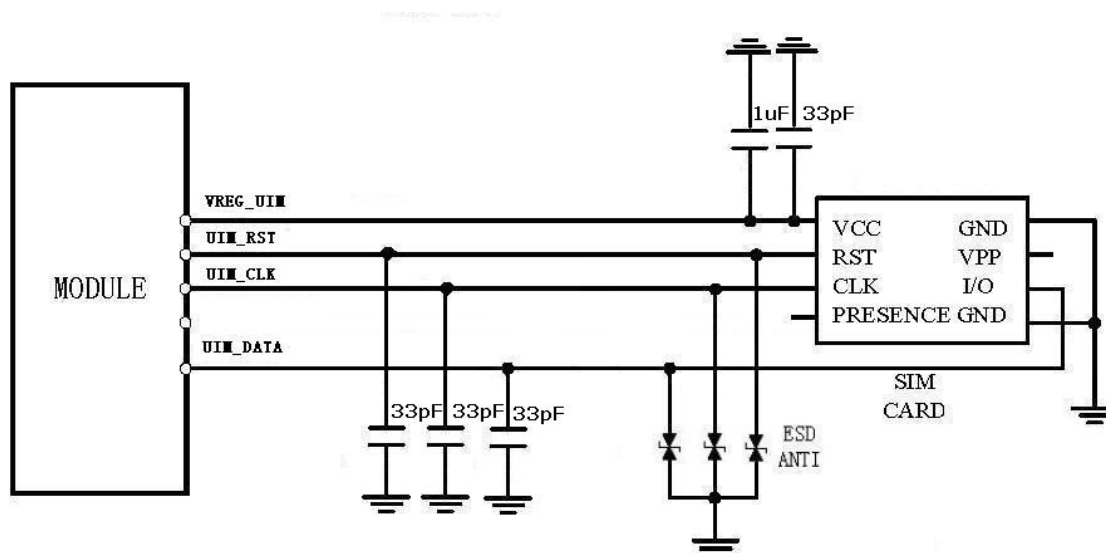 1uF 33pF
VREG_UIM
UIM_RST
UIM_CLK
UIM_DATA
MODULE
VCC GND
RST VPP
CLK I/O
PRESENCE GND
SIM
CARD
33pF 33pF 33pF
ESD
ANTI